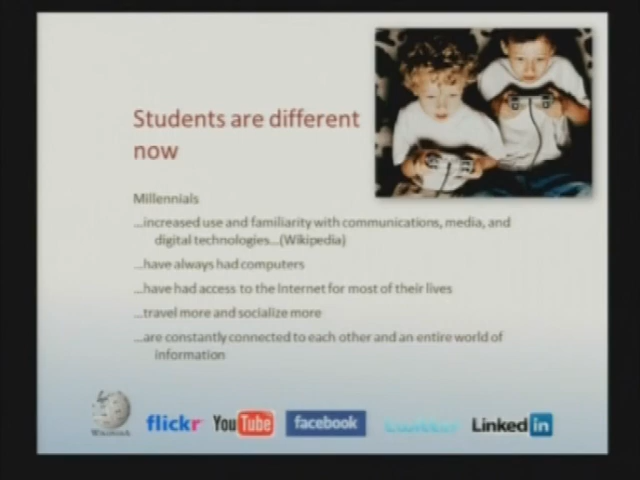 Students are different
now
Millennials
...increased use and familiarity with communications, media, and
digital technologies...(Wikipedia)
...have always had computers
...have had access to the Internet for most of their lives
...travel more and socialize more
...are constantly connected to each other and an entire world of
information
Wikipedia
flickr YouTube facebook twitter Linked in